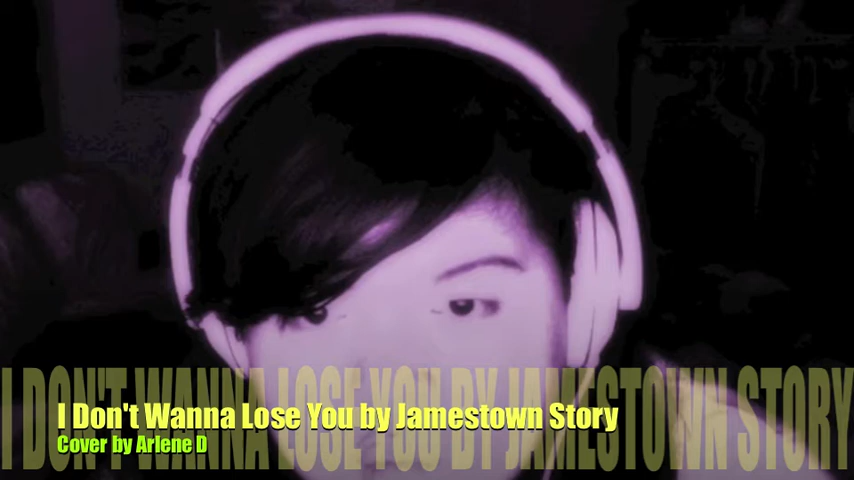 I DON'T WANNA LOSE YOU BY JAMESTOWN STORY
I Don't Wanna Lose You by Jamestown Story
Cover by Arlene D